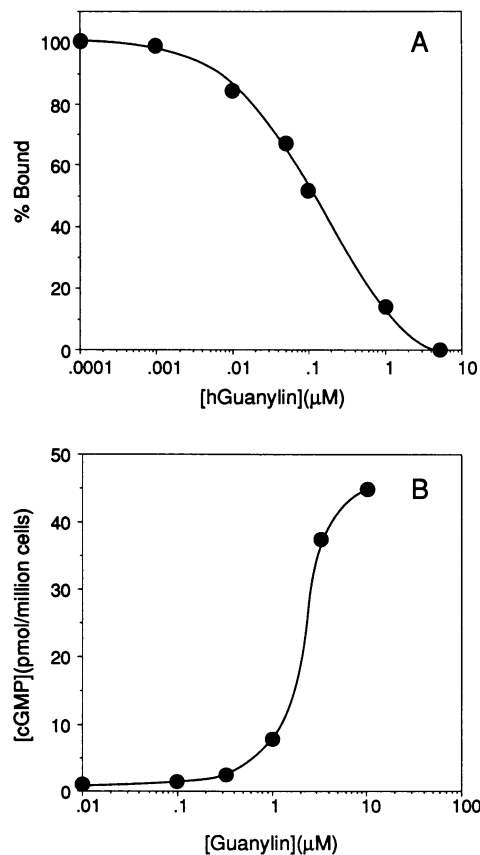 A
100
80
60
40
20
0
% Bound
.0001 .001 .01 .1 1 10
[hGuanylin](μM)
B
50
40
30
20
10
0
[cGMP](pmol/million cells)
.01 .1 1 10 100
[Guanylin](μM)